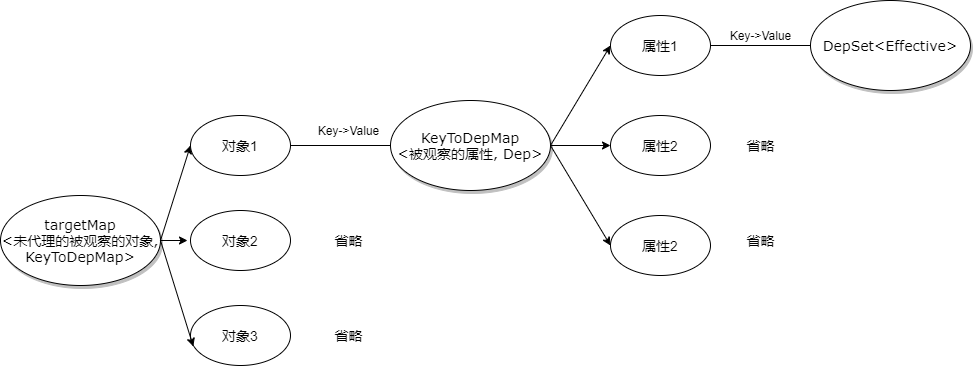 targetMap
<未代理的被观察的对象,
KeyToDepMap>
对象1
对象2
省略
对象3
省略
Key->Value
KeyToDepMap
<被观察的属性, Dep>
属性1
属性2
省略
属性2
省略
Key->Value
DepSet<Effective>